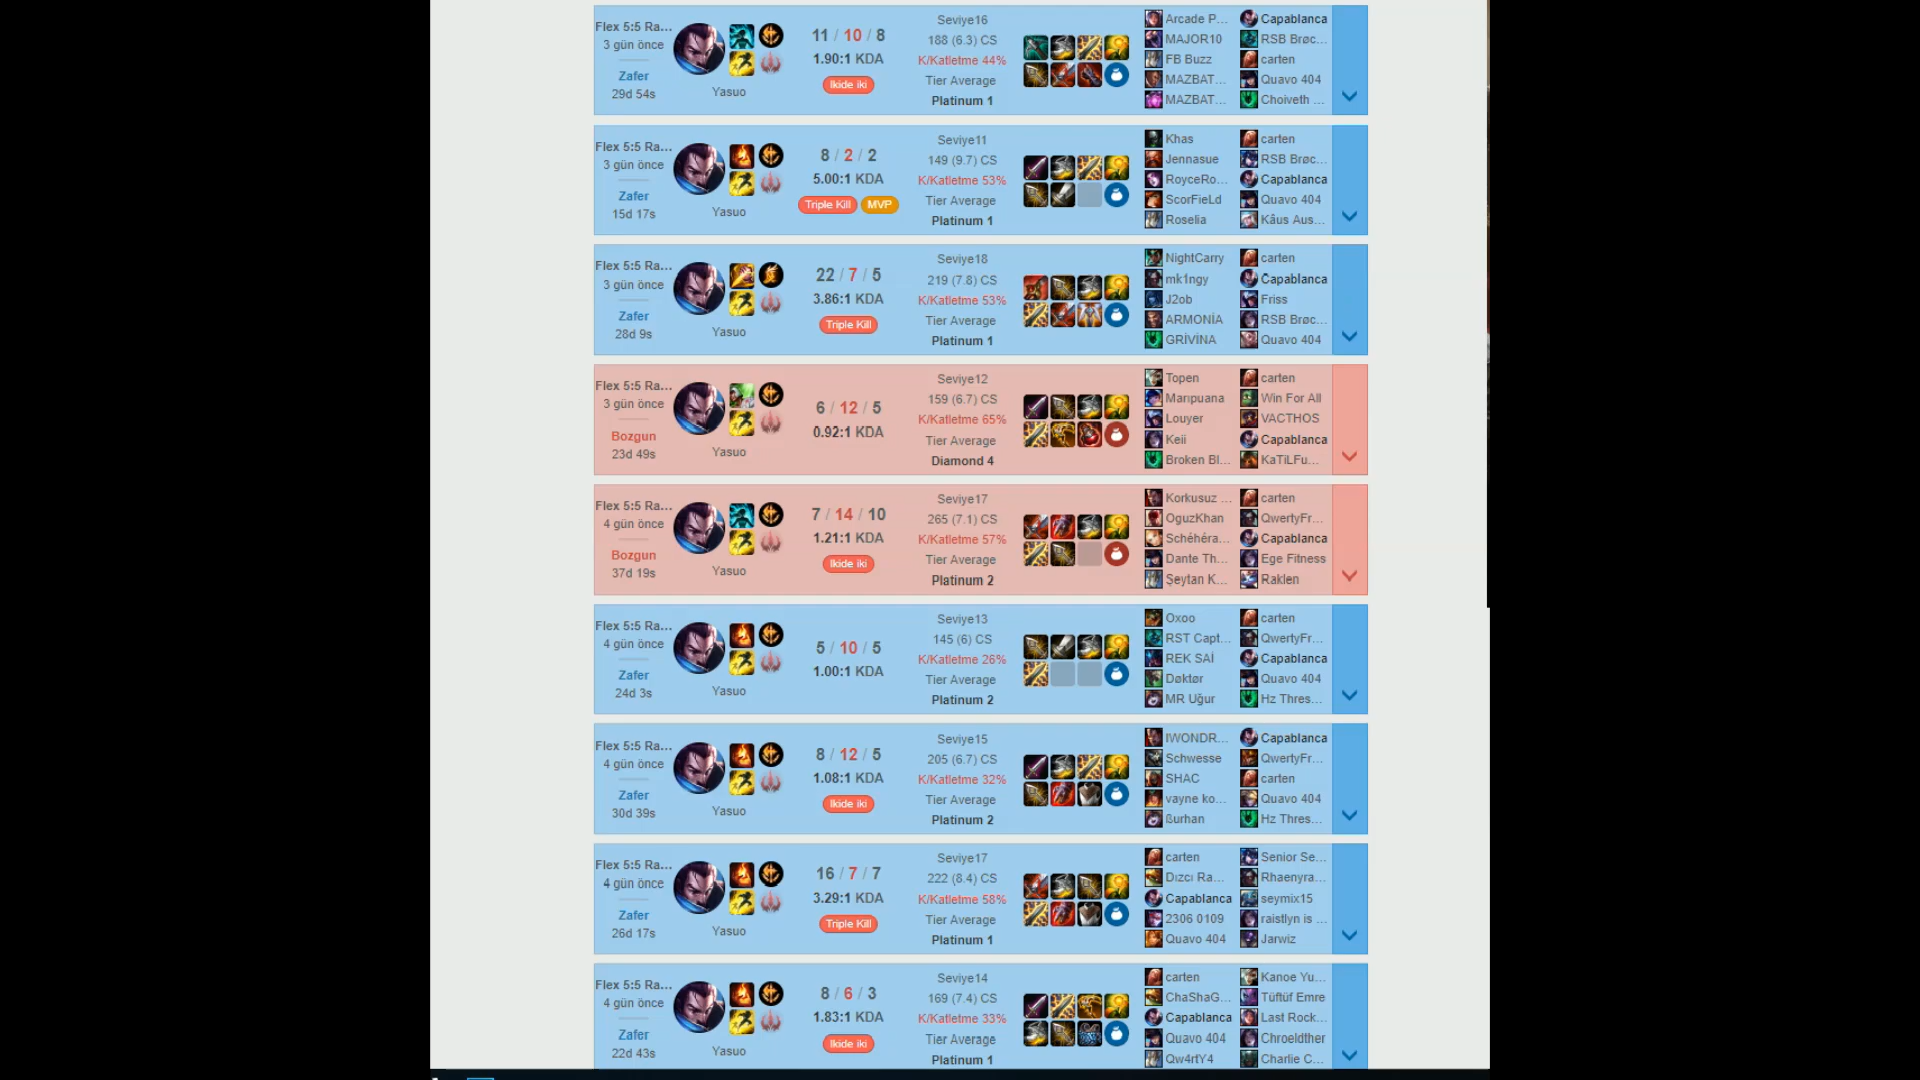 Flex 5:5 Ra...
3 gün önce
Zafer
29d 54s
Yasuo
11 / 10 / 8
1.90:1 KDA
Ikide iki
Seviye16
188 (6.3) CS
K/Katletme 44%
Tier Average
Platinum 1
Arcade P...
MAJOR10
FB Buzz
MAZBAT...
MAZBAT...
Capablanca
RSB Brøc...
carten
Quavo 404
Choiveth ...
Flex 5:5 Ra...
3 gün önce
Zafer
15d 17s
Yasuo
8 / 2 / 2
5.00:1 KDA
Triple Kill MVP
Seviye11
149 (9.7) CS
K/Katletme 53%
Tier Average
Platinum 1
Khas
Jennasue
RoyceRo...
ScorFieLd
Roselia
carten
RSB Brøc...
Capablanca
Quavo 404
Kâus Aus...
Flex 5:5 Ra...
3 gün önce
Zafer
28d 9s
Yasuo
22 / 7 / 5
3.86:1 KDA
Triple Kill
Seviye18
219 (7.8) CS
K/Katletme 53%
Tier Average
Platinum 1
NightCarry
mk1ngy
J2ob
ARMONİA
GRİVİNA
carten
Capablanca
Friss
RSB Brøc...
Quavo 404
Flex 5:5 Ra...
3 gün önce
Bozgun
23d 49s
Yasuo
6 / 12 / 5
0.92:1 KDA
Seviye12
159 (6.7) CS
K/Katletme 65%
Tier Average
Diamond 4
Topen
Marıpuana
Louyer
Keii
Broken Bl...
carten
Win For All
VACTHOS
Capablanca
KaTiLFu...
Flex 5:5 Ra...
4 gün önce
Bozgun
37d 19s
Yasuo
7 / 14 / 10
1.21:1 KDA
Ikide iki
Seviye17
265 (7.1) CS
K/Katletme 57%
Tier Average
Platinum 2
Korkusuz ...
OguzKhan
Schéhéra...
Dante Th...
Şeytan K...
carten
QwertyFr...
Capablanca
Ege Fitness
Raklen
Flex 5:5 Ra...
4 gün önce
Zafer
24d 3s
Yasuo
5 / 10 / 5
1.00:1 KDA
Seviye13
145 (6) CS
K/Katletme 26%
Tier Average
Platinum 2
Oxoo
RST Capt...
REK SAİ
Døktør
MR Uğur
carten
QwertyFr...
Capablanca
Quavo 404
Hz Thres...
Flex 5:5 Ra...
4 gün önce
Zafer
30d 39s
Yasuo
8 / 12 / 5
1.08:1 KDA
Ikide iki
Seviye15
205 (6.7) CS
K/Katletme 32%
Tier Average
Platinum 2
IWONDR...
Schwesse
SHAC
vayne ko...
ßurhan
Capablanca
QwertyFr...
carten
Quavo 404
Hz Thres...
Flex 5:5 Ra...
4 gün önce
Zafer
26d 17s
Yasuo
16 / 7 / 7
3.29:1 KDA
Triple Kill
Seviye17
222 (8.4) CS
K/Katletme 58%
Tier Average
Platinum 1
carten
Dızcı Ra...
Capablanca
2306 0109
Quavo 404
Senior Se...
Rhaenyra...
seymix15
raistlyn is ...
Jarwiz
Flex 5:5 Ra...
4 gün önce
Zafer
22d 43s
Yasuo
8 / 6 / 3
1.83:1 KDA
Ikide iki
Seviye14
169 (7.4) CS
K/Katletme 33%
Tier Average
Platinum 1
carten
ChaShaG...
Capablanca
Quavo 404
Qw4rtY4
Kanoe Yu...
Tüftüf Emre
Last Rock...
Chroeldther
Charlie C...